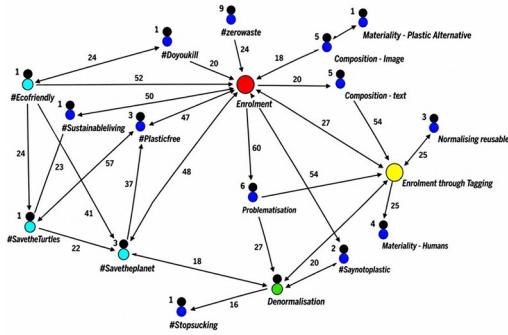 1
Materiality - Plastic Alternative
9
#zerowaste
1
#Doyoukill
24
5
Composition - Image
18
24
20
1
#Ecofriendly
52
Enrolment
20
5
Composition - text
1
#Sustainableliving
50
3
#Plasticfree
47
54
3
Normalising reusable
27
25
24
23
57
60
Enrolment through Tagging
37
48
54
6
Problematisation
25
4
Materiality - Humans
41
1
#SavetheTurtles
22
3
#Savetheplanet
27
18
20
2
#Saynotoplastic
Denormalisation
1
#Stopsucking
16